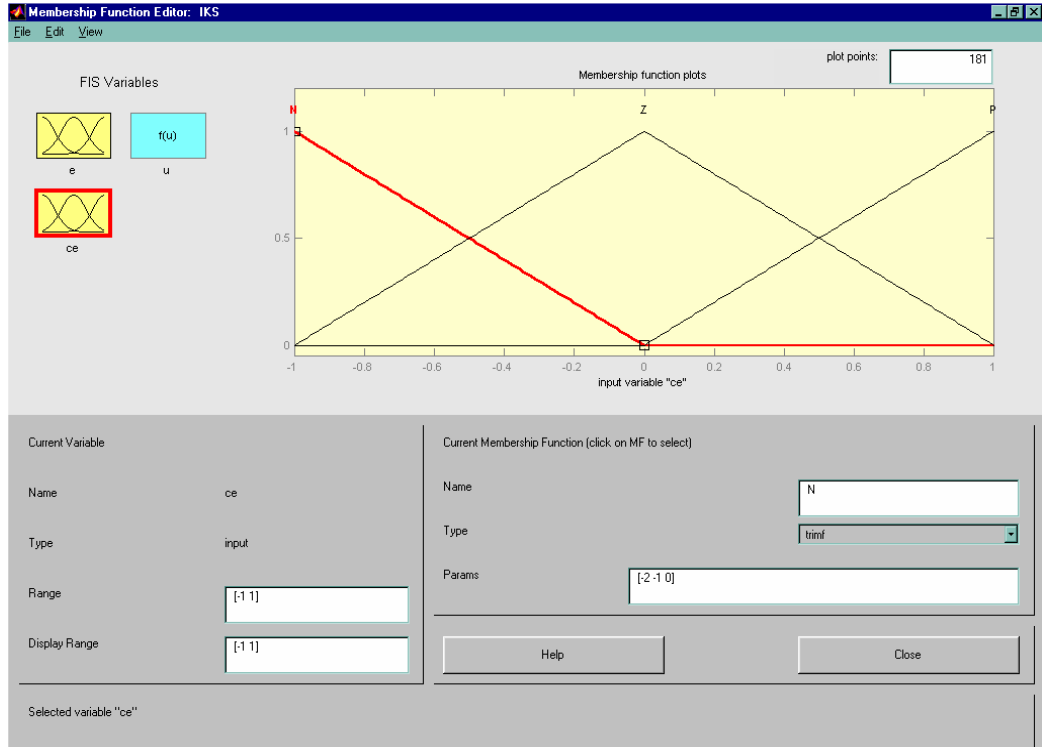 Membership Function Editor: IKS
File Edit View
FIS Variables
f(u)
e
u
ce
plot points:
181
Membership function plots
N
Z
P
1
0.5
0
-1
-0.8
-0.6
-0.4
-0.2
0
0.2
0.4
0.6
0.8
1
input variable "ce"
Current Variable
Name
ce
Type
input
Range
[-1 1]
Display Range
[-1 1]
Current Membership Function (click on MF to select)
Name
N
Type
trimf
Params
[-2 -1 0]
Help
Close
Selected variable "ce"